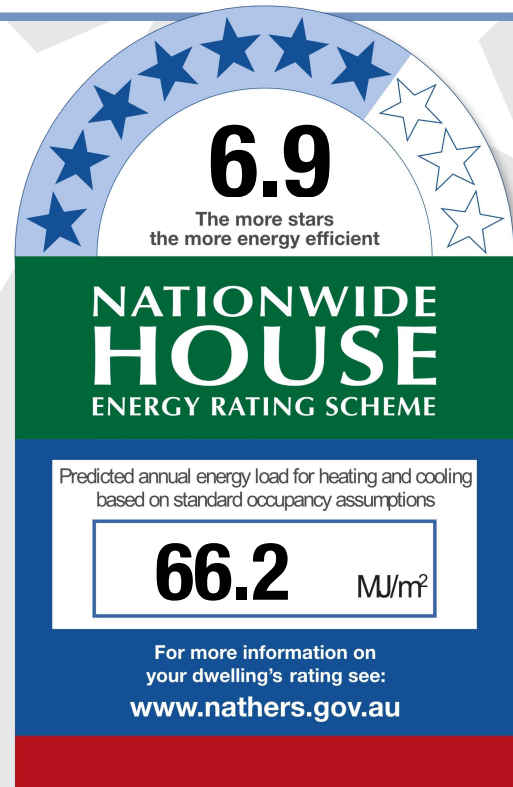 6.9
The more stars
the more energy efficient
NATIONWIDE
HOUSE
ENERGY RATING SCHEME
Predicted annual energy load for heating and cooling
based on standard occupancy assumptions
66.2 MJ/m²
For more information on
your dwelling's rating see:
www.nathers.gov.au